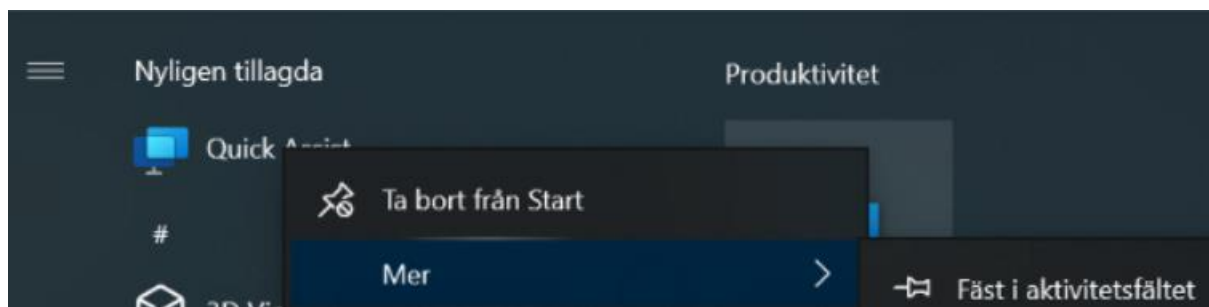 Nyligen tillagda
Produktivitet
Quick
Ta bort från Start
#
Mer
Fäst i aktivitetsfältet